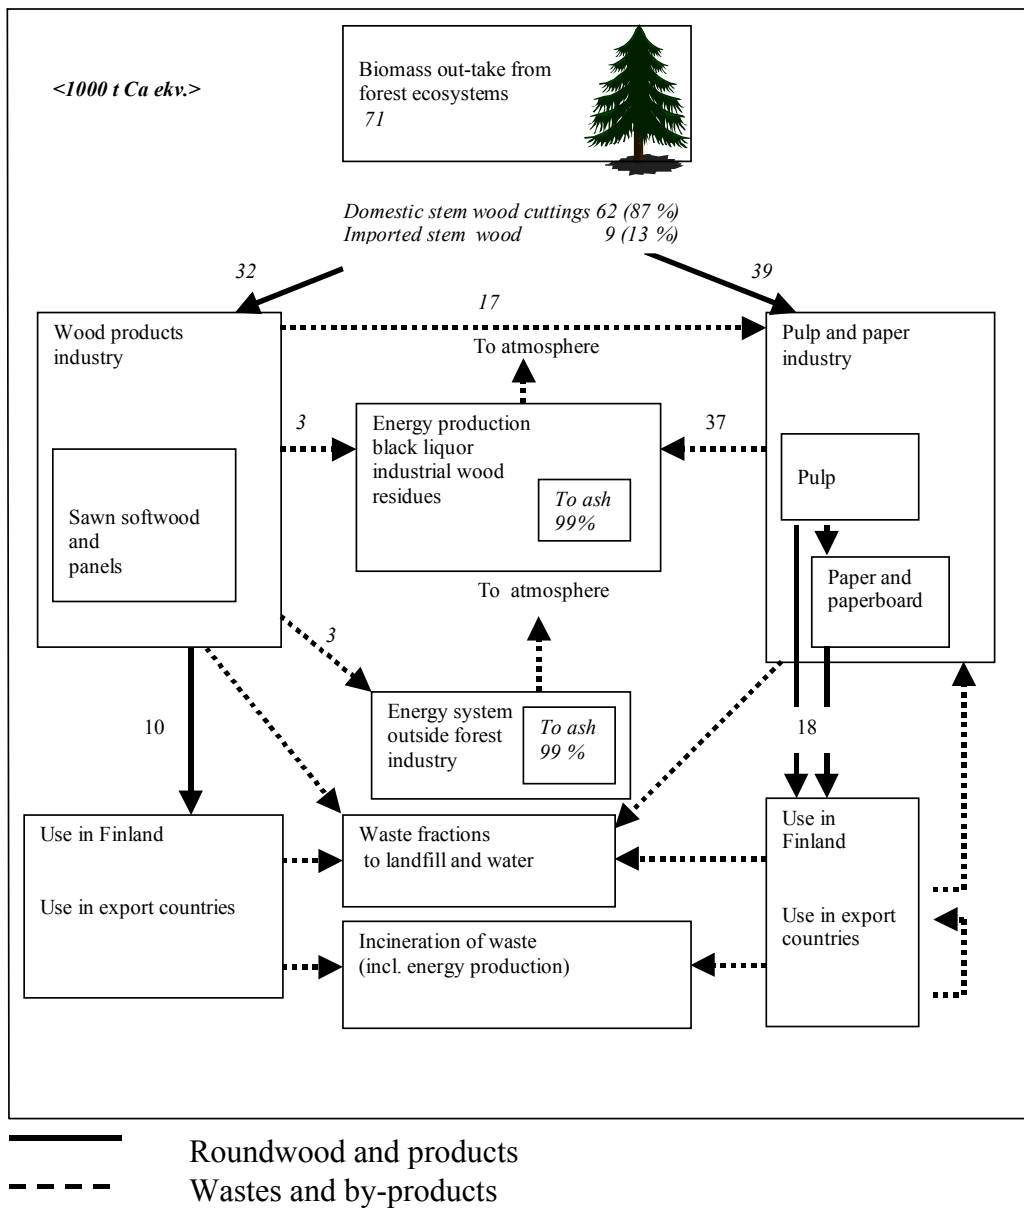 <1000 t Ca ekv.>
Biomass out-take from
forest ecosystems
71
Domestic stem wood cuttings 62 (87 %)
Imported stem wood 9 (13 %)
32
39
17
Wood products
industry
Pulp and paper
industry
To atmosphere
3
Energy production
black liquor
industrial wood
residues
37
To ash
99%
Pulp
Sawn softwood
and
panels
Paper and
paperboard
To atmosphere
3
Energy system
outside forest
industry
To ash
99 %
10
18
Use in Finland
Use in export countries
Waste fractions
to landfill and water
Use in
Finland
Use in export
countries
Incineration of waste
(incl. energy production)
Roundwood and products
Wastes and by-products